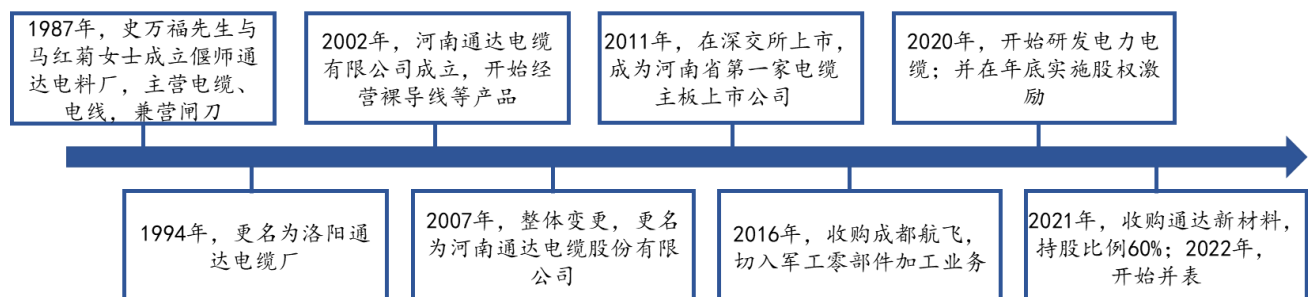 1987年，史万福先生与
马红菊女士成立偃师通
达电料厂，主营电缆、
电线，兼营闸刀
2002年，河南通达电缆
有限公司成立，开始经
营裸导线等产品
2011年，在深交所上市，
成为河南省第一家电缆
主板上市公司
2020年，开始研发电力电
缆；并在年底实施股权激
励
1994年，更名为洛阳通
达电缆厂
2007年，整体变更，更名
为河南通达电缆股份有限
公司
2016年，收购成都航飞，
切入军工零部件加工业务
2021年，收购通达新材料，
持股比例60%；2022年，
开始并表